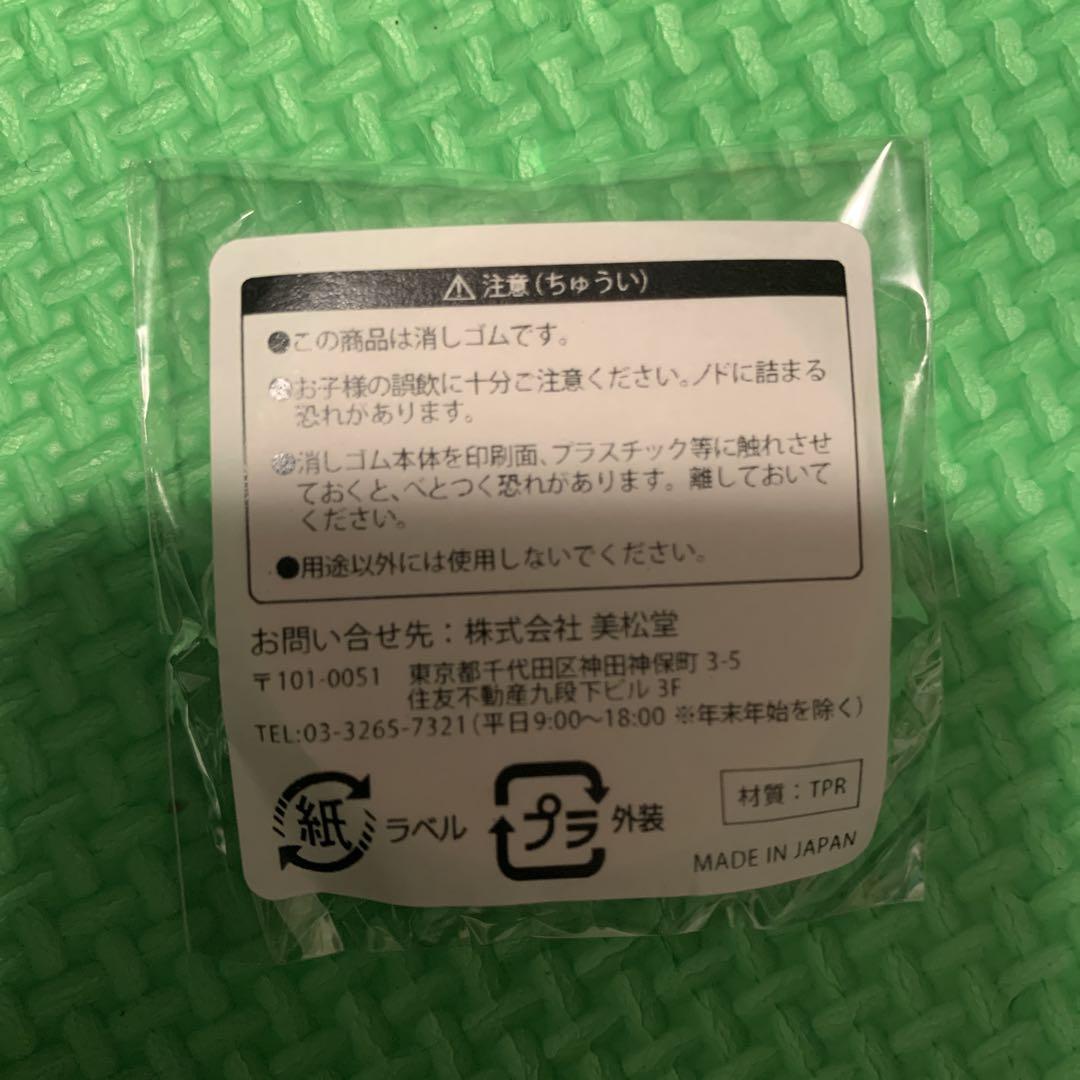 ⚠ 注意(ちゅうい)
●この商品は消しゴムです。
●お子様の誤飲に十分ご注意ください。ノドに詰まる
恐れがあります。
●消しゴム本体を印刷面、プラスチック等に触れさせ
ておくと、べとつく恐れがあります。離しておいて
ください。
●用途以外には使用しないでください。
お問い合せ先：株式会社 美松堂
〒101-0051 東京都千代田区神田神保町 3-5
住友不動産九段下ビル 3F
TEL:03-3265-7321(平日9:00〜18:00 ※年末年始を除く)
紙 ラベル
プラ 外装
材質：TPR
MADE IN JAPAN